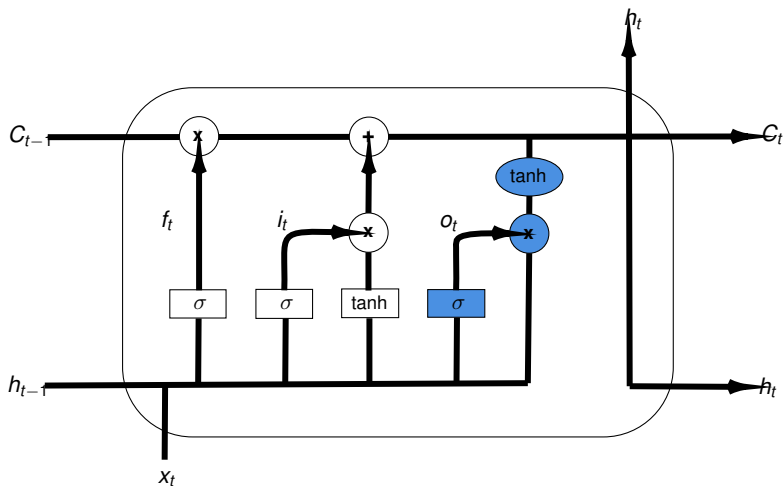 h_t
C_{t-1}
x
+
C_t
tanh
f_t
i_t
x
o_t
x
σ
σ
tanh
σ
h_{t-1}
h_t
x_t